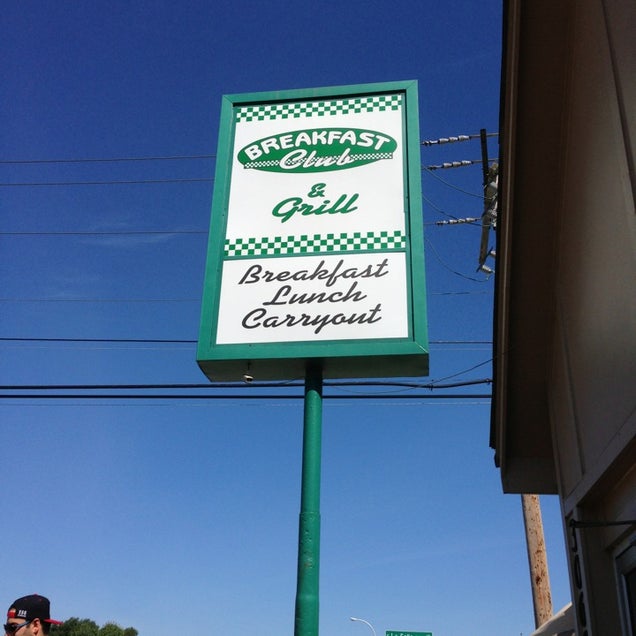 BREAKFAST
Club
&
Grill
Breakfast
Lunch
Carryout